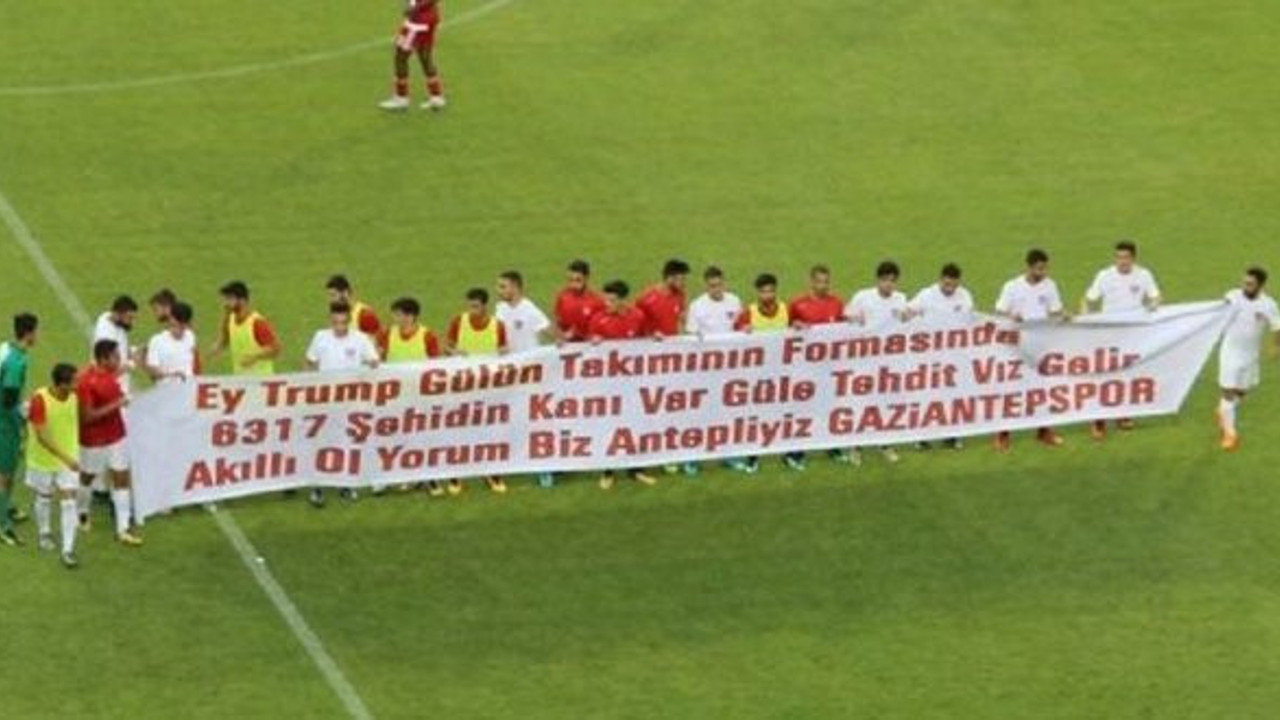 Ey Trump Gülün Takımının Formasında
6317 Şehidin Kanı Var Güle Tehdit Vız Gelir
Akıllı Ol Yorum Biz Antepliyiz GAZiANTEPSPOR